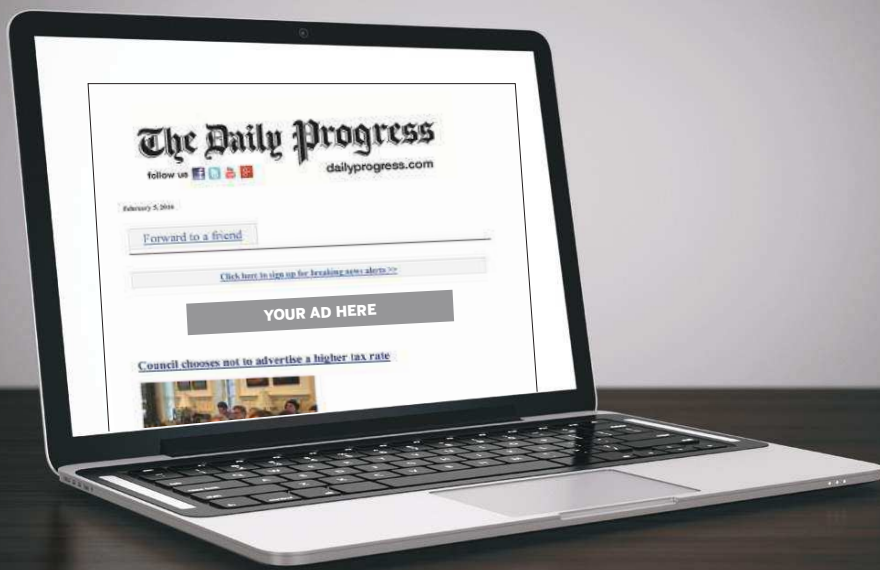 The Daily Progress
follow us
dailyprogress.com
February 5, 2016
Forward to a friend
Click here to sign up for breaking news alerts >>
YOUR AD HERE
Council chooses not to advertise a higher tax rate